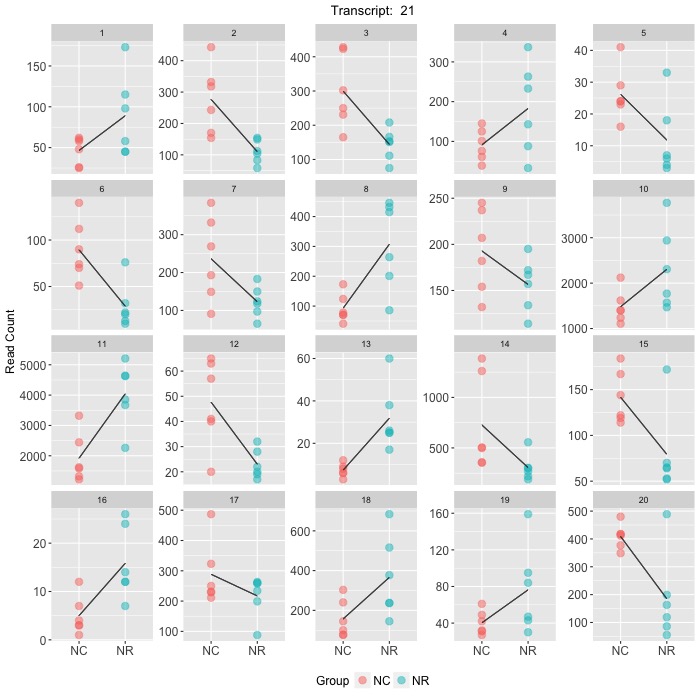 Transcript: 21
1 2 3 4 5
150 100 50
400 300 200 100
400 300 200 100
300 200 100
40 30 20 10
6 7 8 9 10
100 50
300 200 100
400 300 200 100
250 200 150
3000 2000 1000
Read Count
11 12 13 14 15
5000 4000 3000 2000
60 50 40 30 20
60 40 20
1000 500
150 100 50
16 17 18 19 20
20 10 0
500 400 300 200 100
600 400 200
160 120 80 40
500 400 300 200 100
NC NR NC NR NC NR NC NR NC NR
Group NC NR